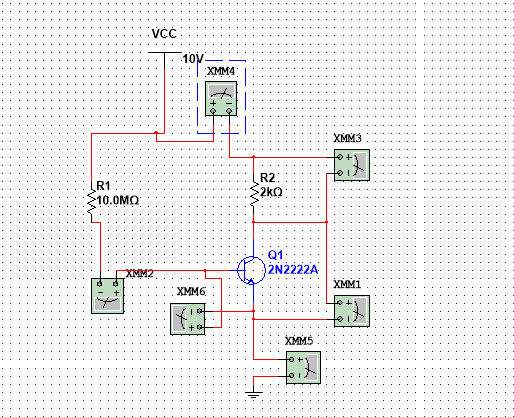 VCC
10V
XMM4
XMM3
R1
10.0MΩ
R2
2kΩ
Q1
2N2222A
XMM2
XMM6
XMM1
XMM5